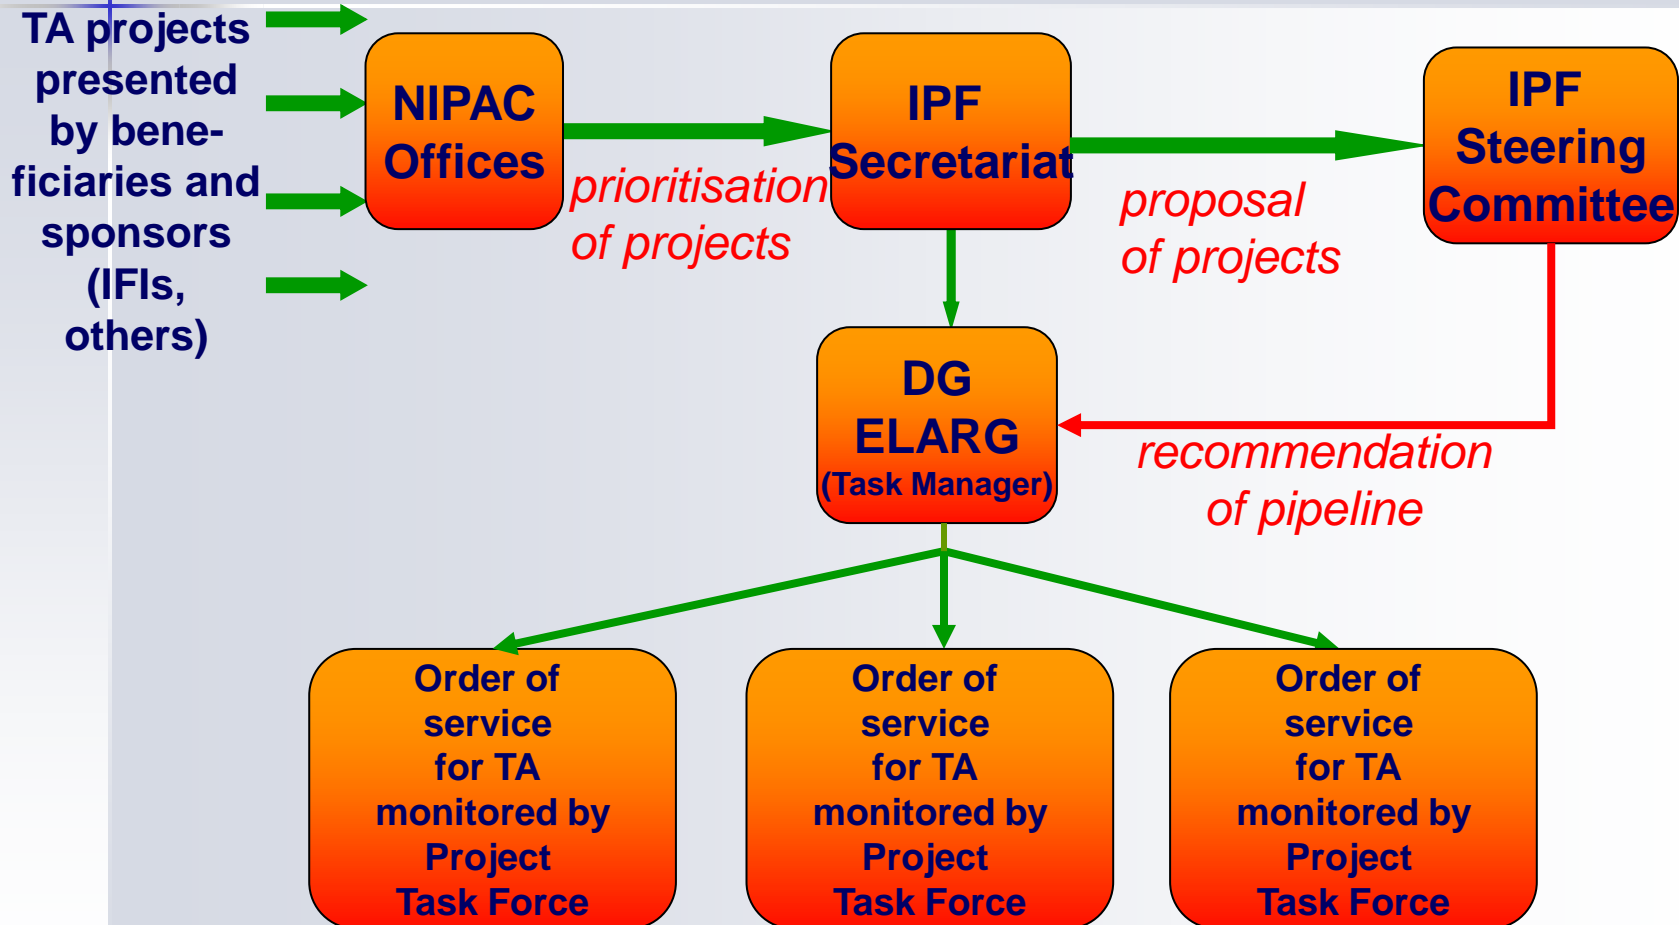 TA projects
presented
by bene-
ficiaries and
sponsors
(IFIs,
others)
NIPAC
Offices
prioritisation
of projects
IPF
Secretariat
proposal
of projects
IPF
Steering
Committee
DG
ELARG
(Task Manager)
recommendation
of pipeline
Order of
service
for TA
monitored by
Project
Task Force
Order of
service
for TA
monitored by
Project
Task Force
Order of
service
for TA
monitored by
Project
Task Force